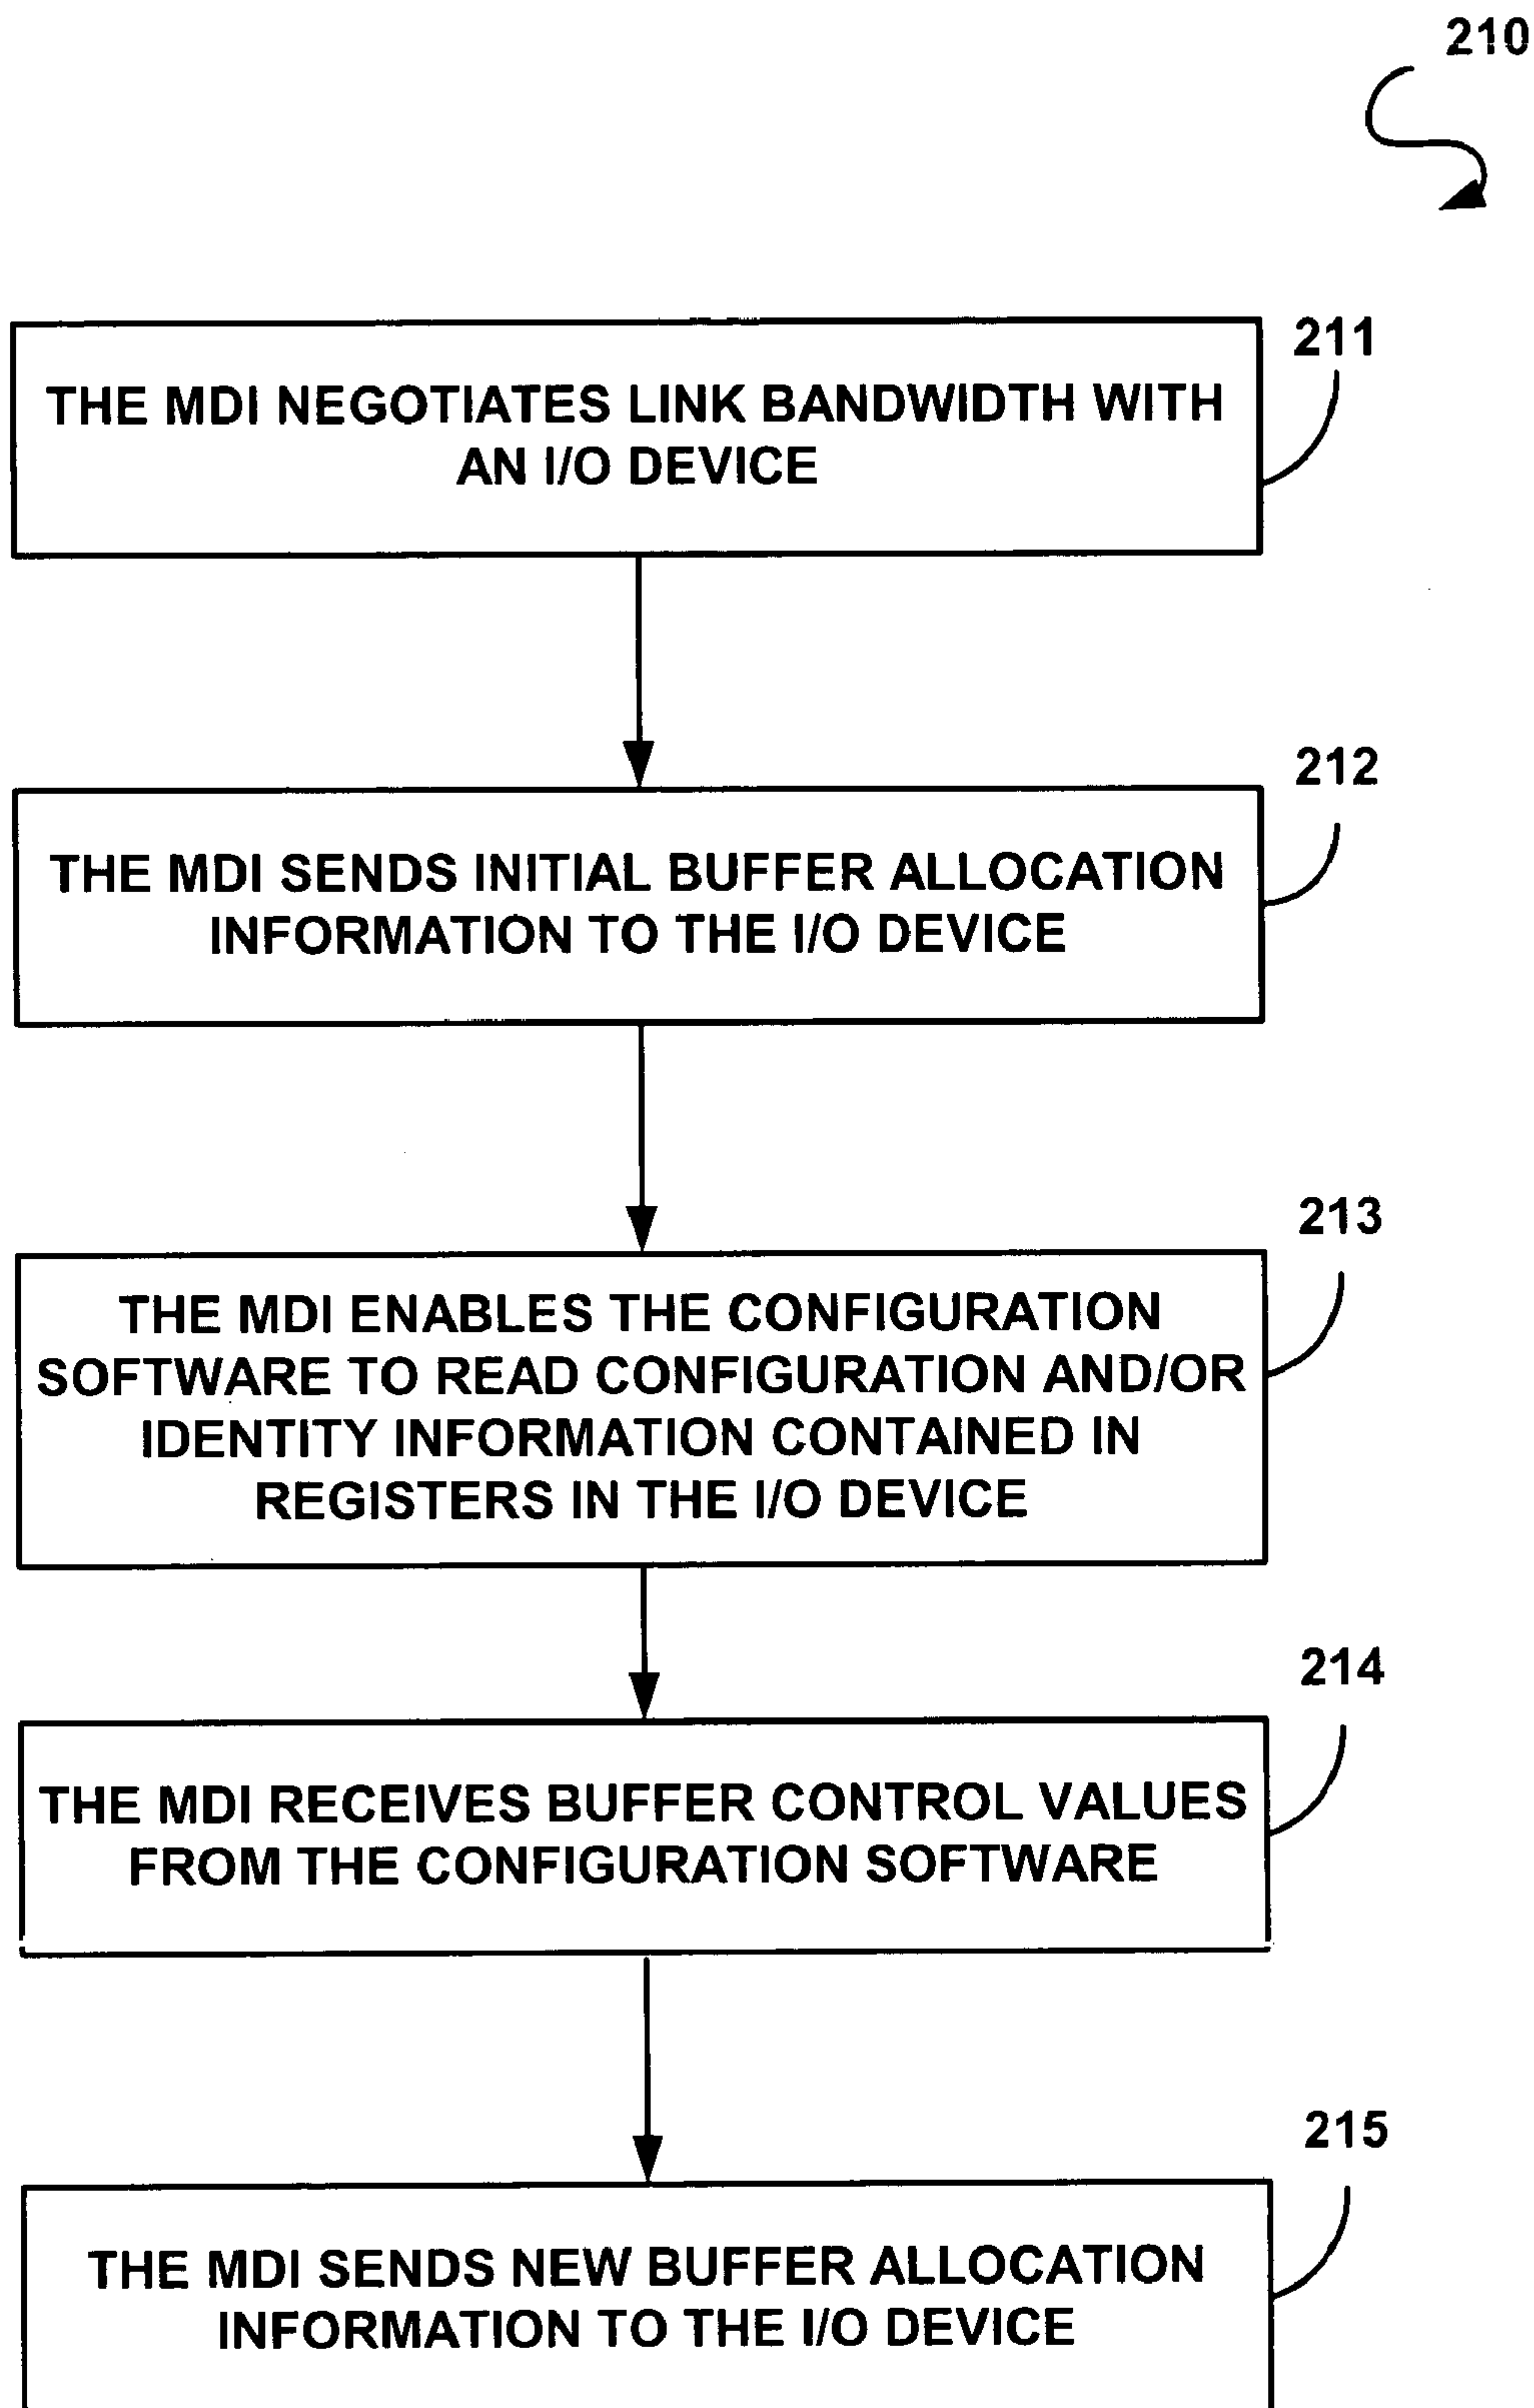 210
211
THE MDI NEGOTIATES LINK BANDWIDTH WITH
AN I/O DEVICE
212
THE MDI SENDS INITIAL BUFFER ALLOCATION
INFORMATION TO THE I/O DEVICE
213
THE MDI ENABLES THE CONFIGURATION
SOFTWARE TO READ CONFIGURATION AND/OR
IDENTITY INFORMATION CONTAINED IN
REGISTERS IN THE I/O DEVICE
214
THE MDI RECEIVES BUFFER CONTROL VALUES
FROM THE CONFIGURATION SOFTWARE
215
THE MDI SENDS NEW BUFFER ALLOCATION
INFORMATION TO THE I/O DEVICE